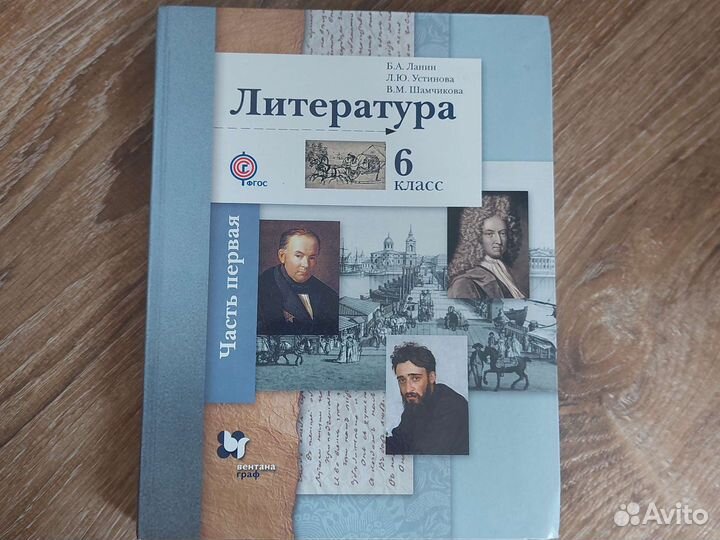 Б.А. Ланин
Л.Ю. Устинова
В.М. Шамчикова
Литература
6
класс
ФГОС
Часть первая
вентана
граф
Avito